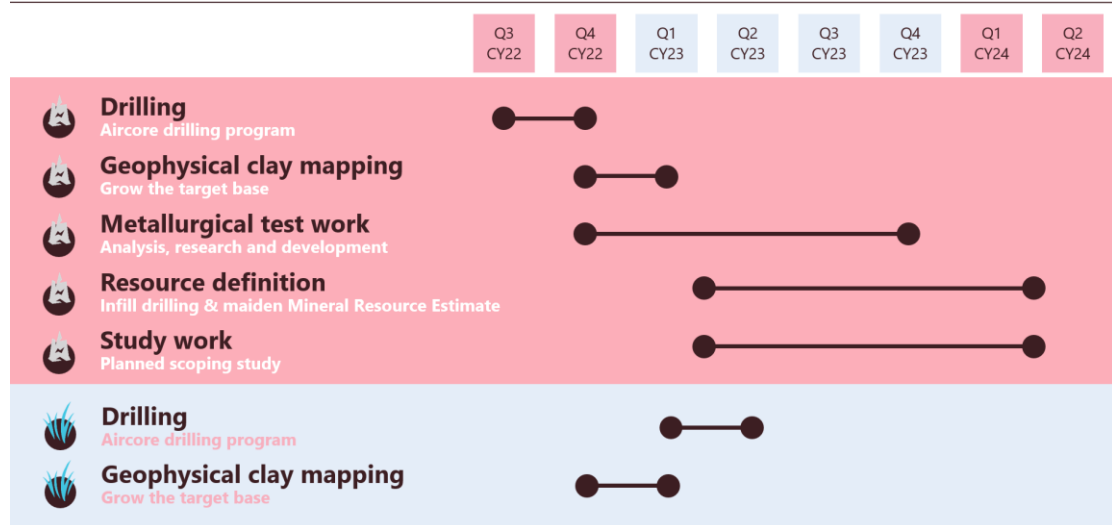 Q3 Q4 Q1 Q2 Q3 Q4 Q1 Q2
CY22 CY22 CY23 CY23 CY23 CY23 CY24 CY24
Drilling
Aircore drilling program
Geophysical clay mapping
Grow the target base
Metallurgical test work
Analysis, research and development
Resource definition
Infill drilling & maiden Mineral Resource Estimate
Study work
Planned scoping study
Drilling
Aircore drilling program
Geophysical clay mapping
Grow the target base